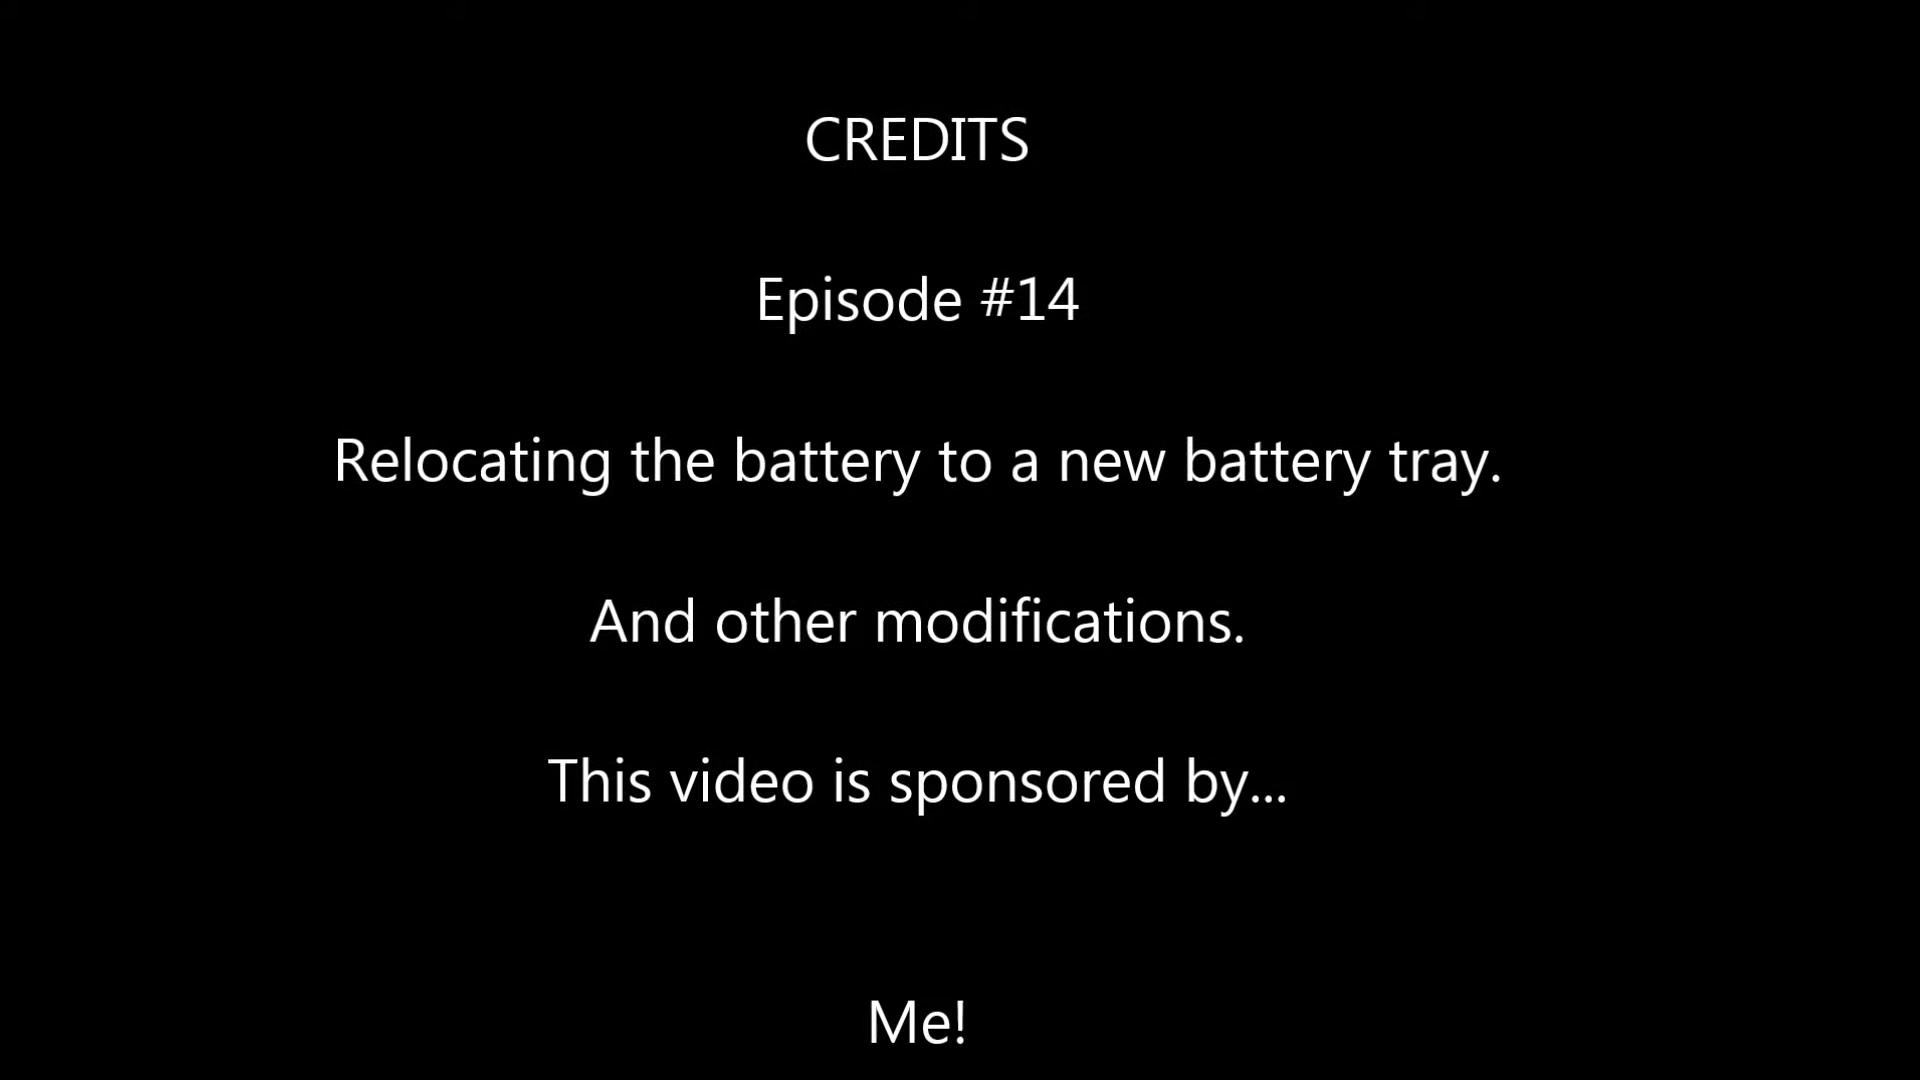 CREDITS
Episode #14
Relocating the battery to a new battery tray.
And other modifications.
This video is sponsored by...
Me!